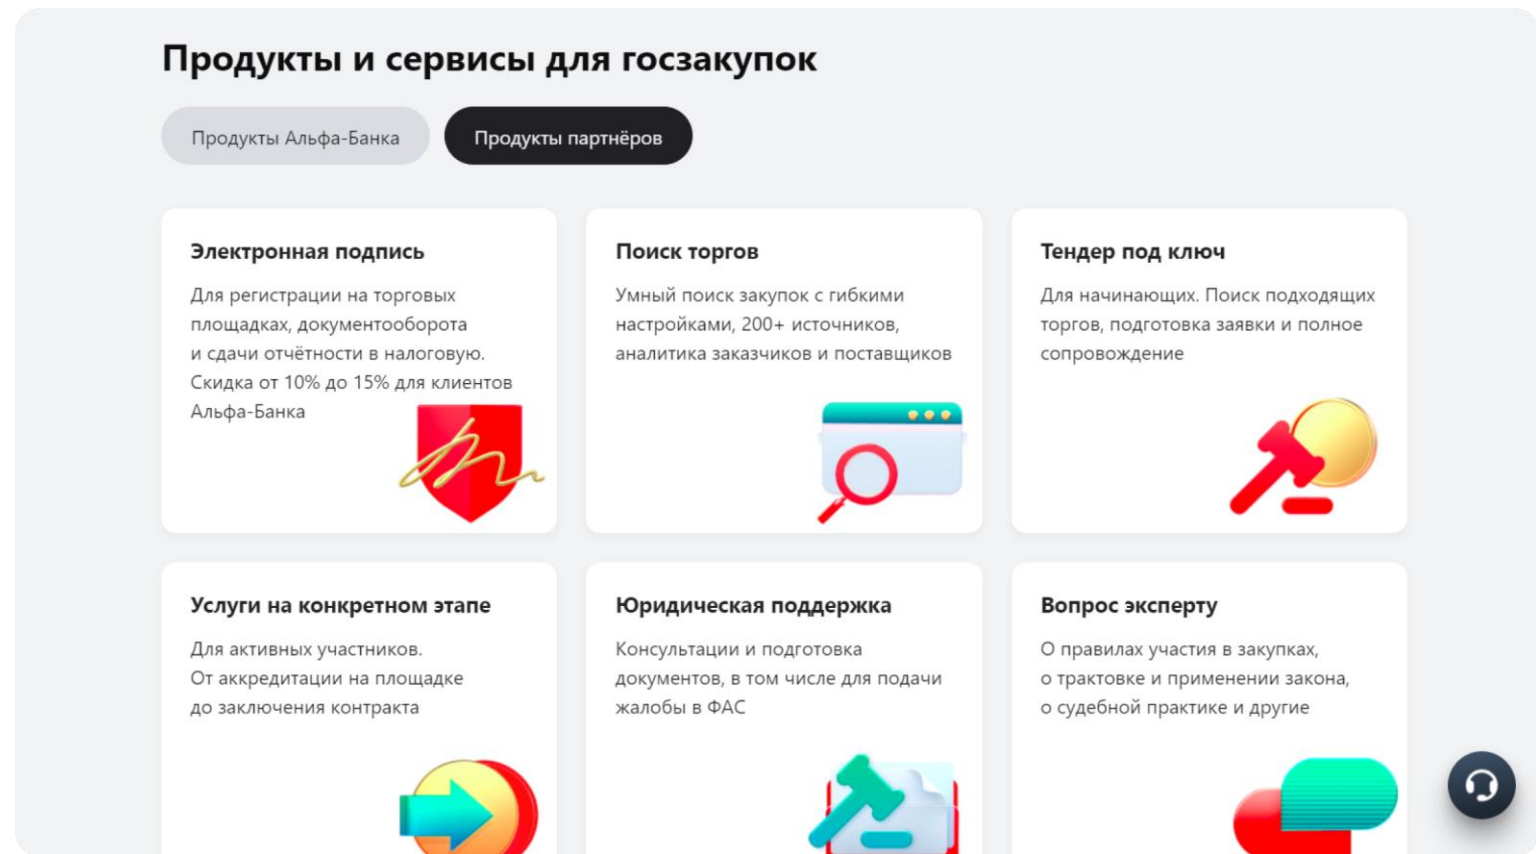 Продукты и сервисы для госзакупок
Продукты Альфа-Банка
Продукты партнёров
Электронная подпись
Для регистрации на торговых
площадках, документооборота
и сдачи отчётности в налоговую.
Скидка от 10% до 15% для клиентов
Альфа-Банка
Поиск торгов
Умный поиск закупок с гибкими
настройками, 200+ источников,
аналитика заказчиков и поставщиков
Тендер под ключ
Для начинающих. Поиск подходящих
торгов, подготовка заявки и полное
сопровождение
Услуги на конкретном этапе
Для активных участников.
От аккредитации на площадке
до заключения контракта
Юридическая поддержка
Консультации и подготовка
документов, в том числе для подачи
жалобы в ФАС
Вопрос эксперту
О правилах участия в закупках,
о трактовке и применении закона,
о судебной практике и другие